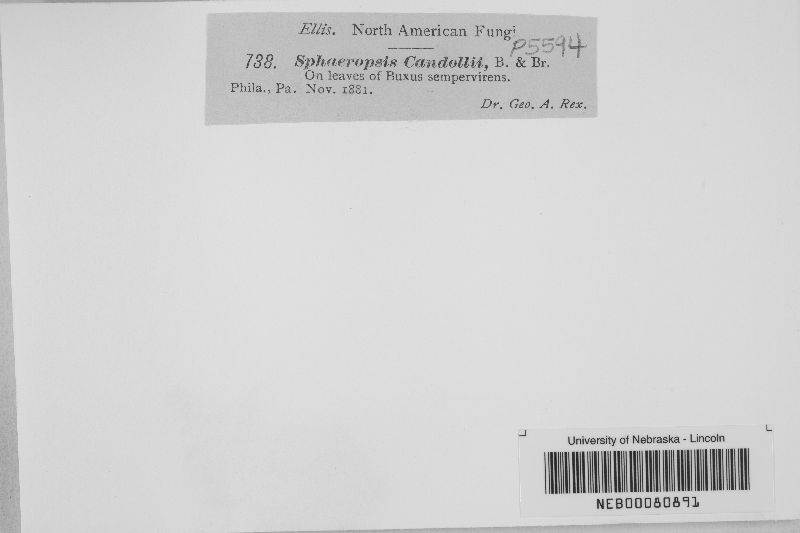 Ellis. North American Fungi
P5594
738. Sphaeropsis Candollii, B. & Br.
On leaves of Buxus sempervirens.
Phila., Pa. Nov. 1881.
Dr. Geo. A. Rex.
University of Nebraska - Lincoln
NEB00080891